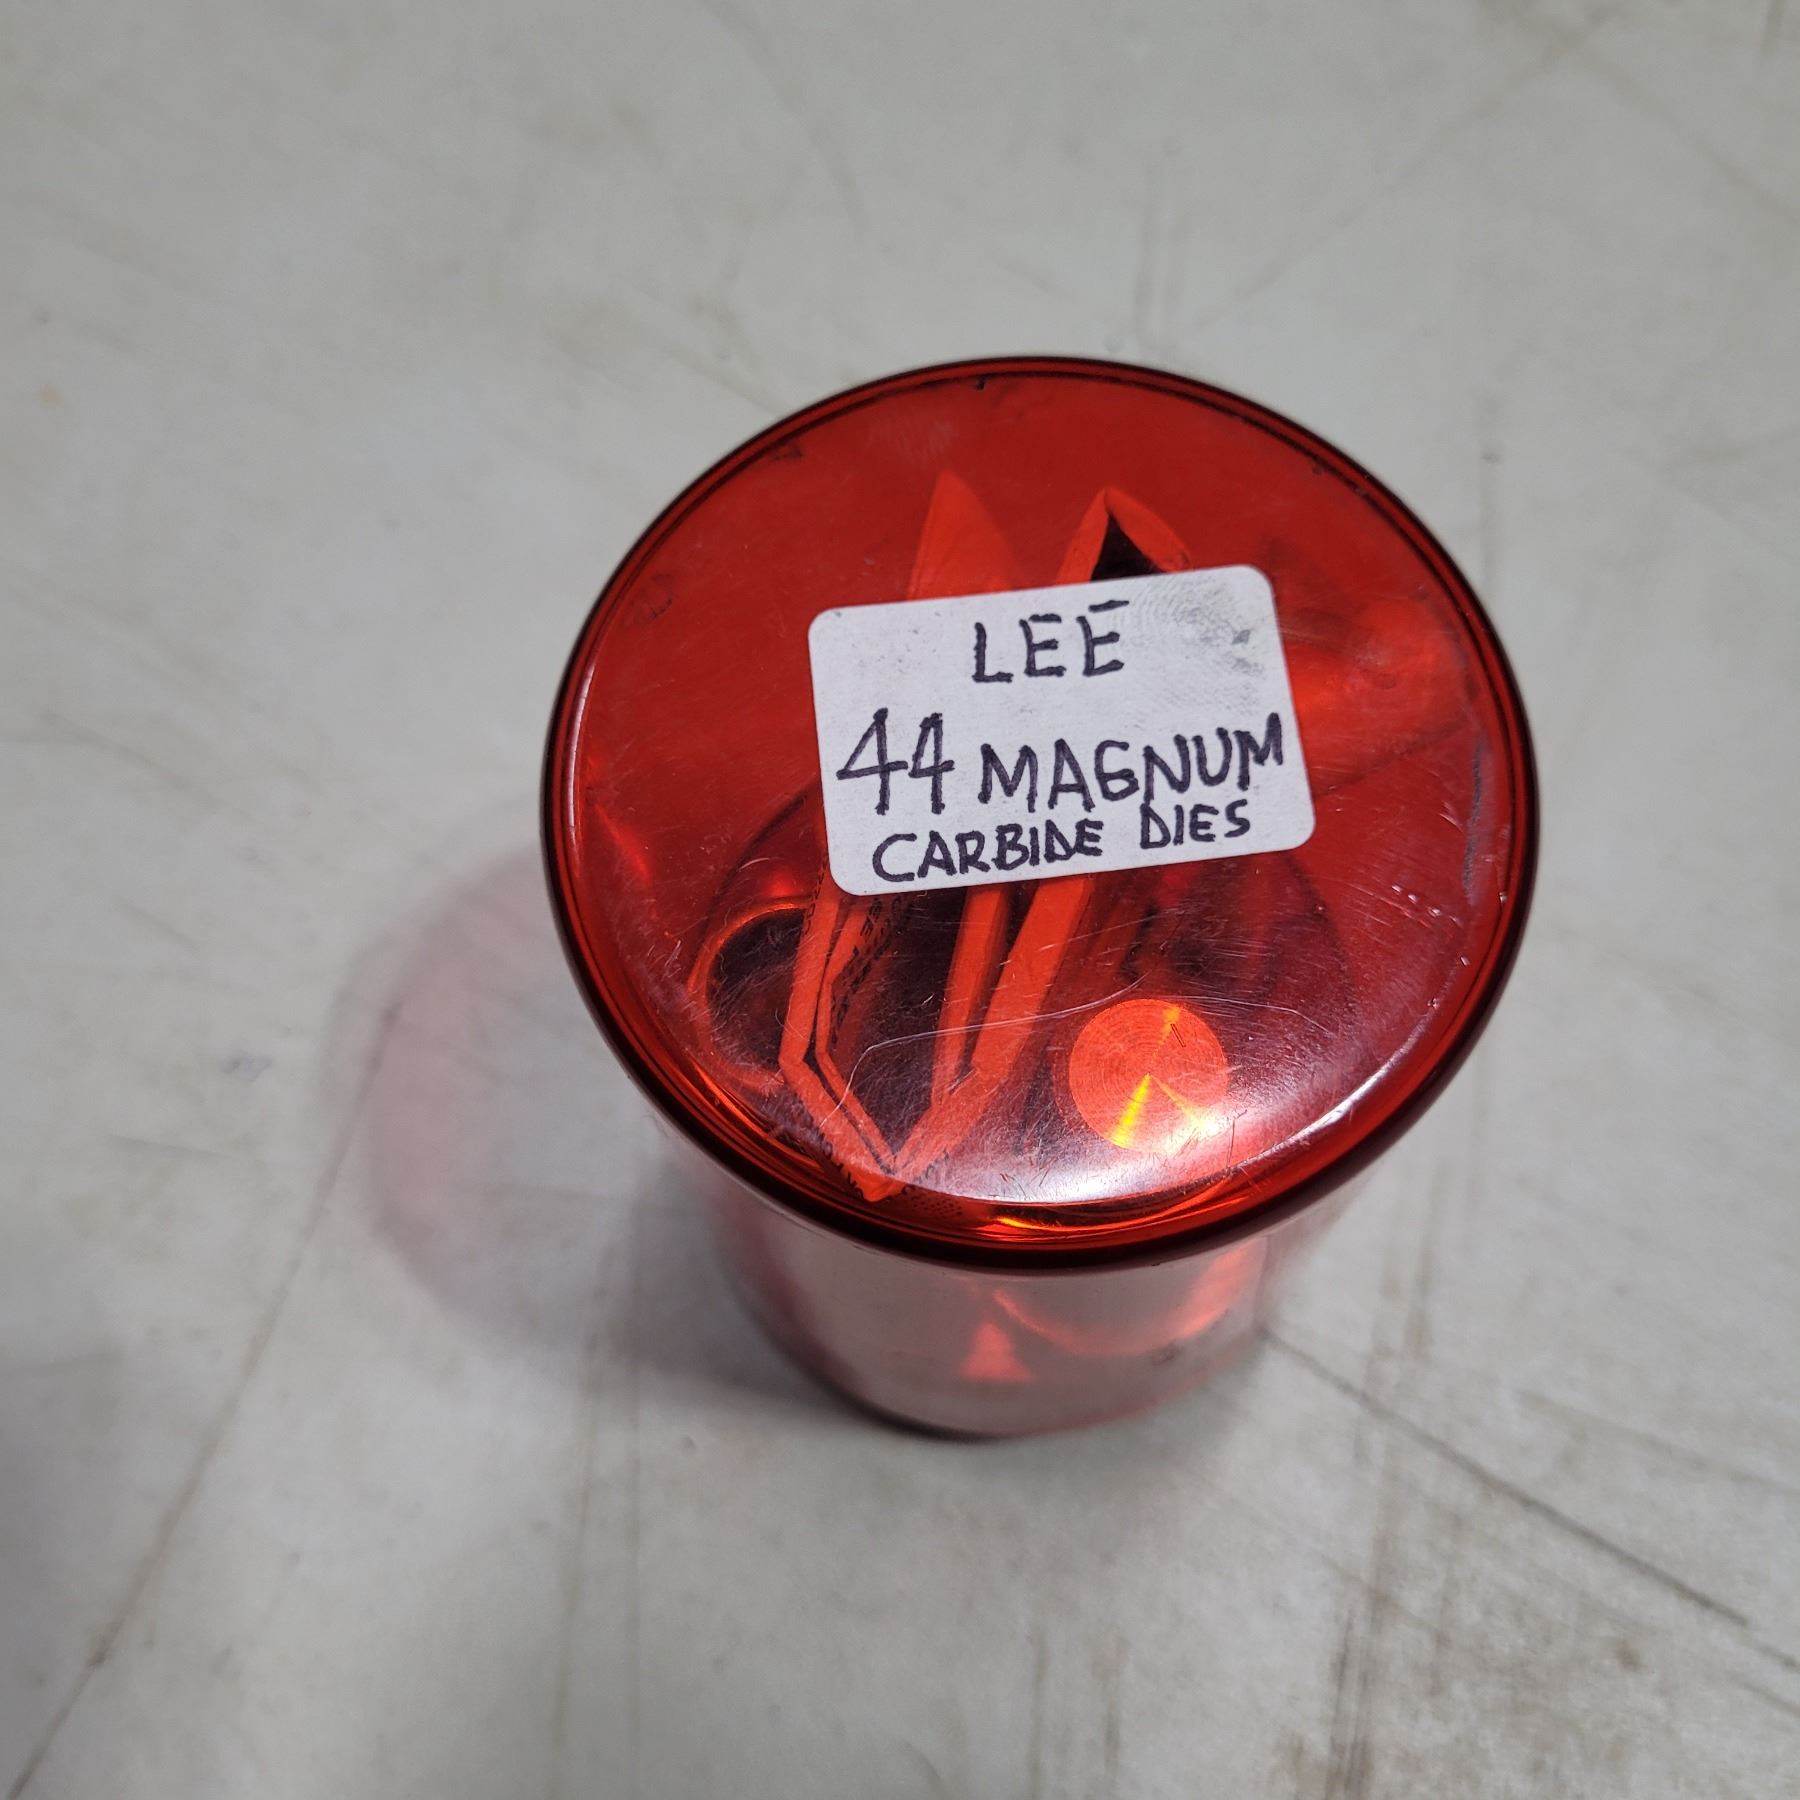 LEE
44 MAGNUM
CARBIDE DIES